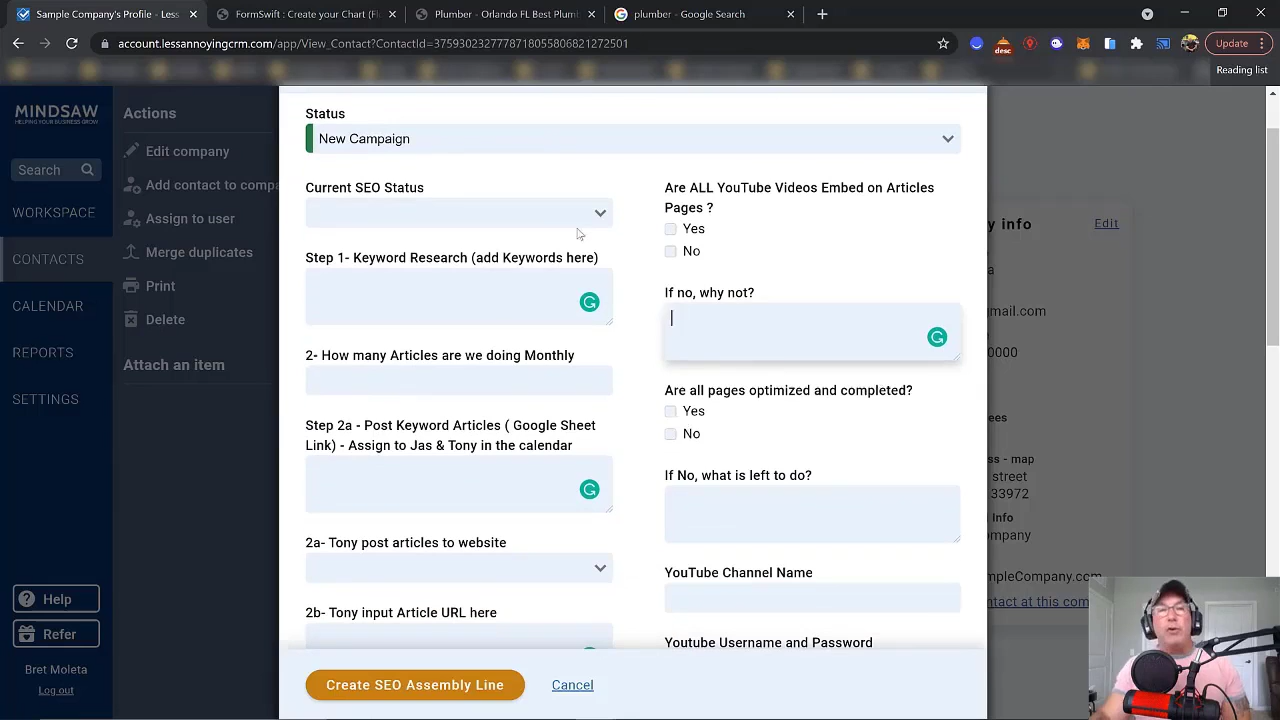 Sample Company's Profile - Less
FormSwift : Create your Chart (Fl
Plumber - Orlando FL Best Plum
plumber - Google Search
account.lessannoyingcrm.com/app/View_Contact?ContactId=3759302327778718055806821272501
desc
Update
Reading list
MINDSAW
HELPING YOUR BUSINESS GROW
Search
WORKSPACE
CONTACTS
CALENDAR
REPORTS
SETTINGS
Help
Refer
Bret Moleta
Log out
Actions
Edit company
Add contact to compa
Assign to user
Merge duplicates
Print
Delete
Attach an item
Status
New Campaign
Current SEO Status
Step 1- Keyword Research (add Keywords here)
2- How many Articles are we doing Monthly
Step 2a - Post Keyword Articles ( Google Sheet
Link) - Assign to Jas & Tony in the calendar
2a- Tony post articles to website
2b- Tony input Article URL here
Are ALL YouTube Videos Embed on Articles
Pages ?
Yes
No
If no, why not?
Are all pages optimized and completed?
Yes
No
If No, what is left to do?
YouTube Channel Name
Youtube Username and Password
Create SEO Assembly Line
Cancel
y info
Edit
a
mail.com
0000
ees
ss - map
street
33972
l Info
mpany
mpleCompany.com
ntact at this com